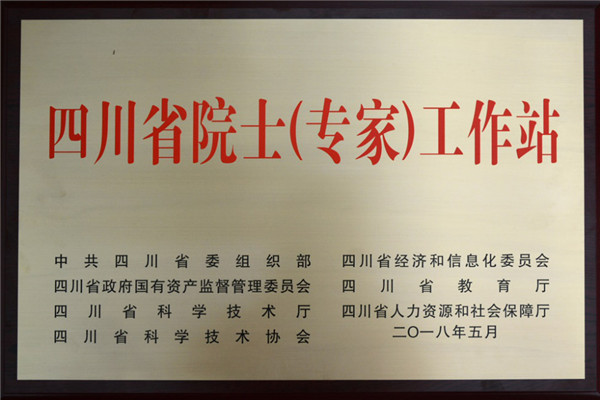 四川省院士(专家)工作站
中共四川省委组织部
四川省政府国有资产监督管理委员会
四川省科学技术厅
四川省科学技术协会
四川省经济和信息化委员会
四川省教育厅
四川省人力资源和社会保障厅
二〇一八年五月